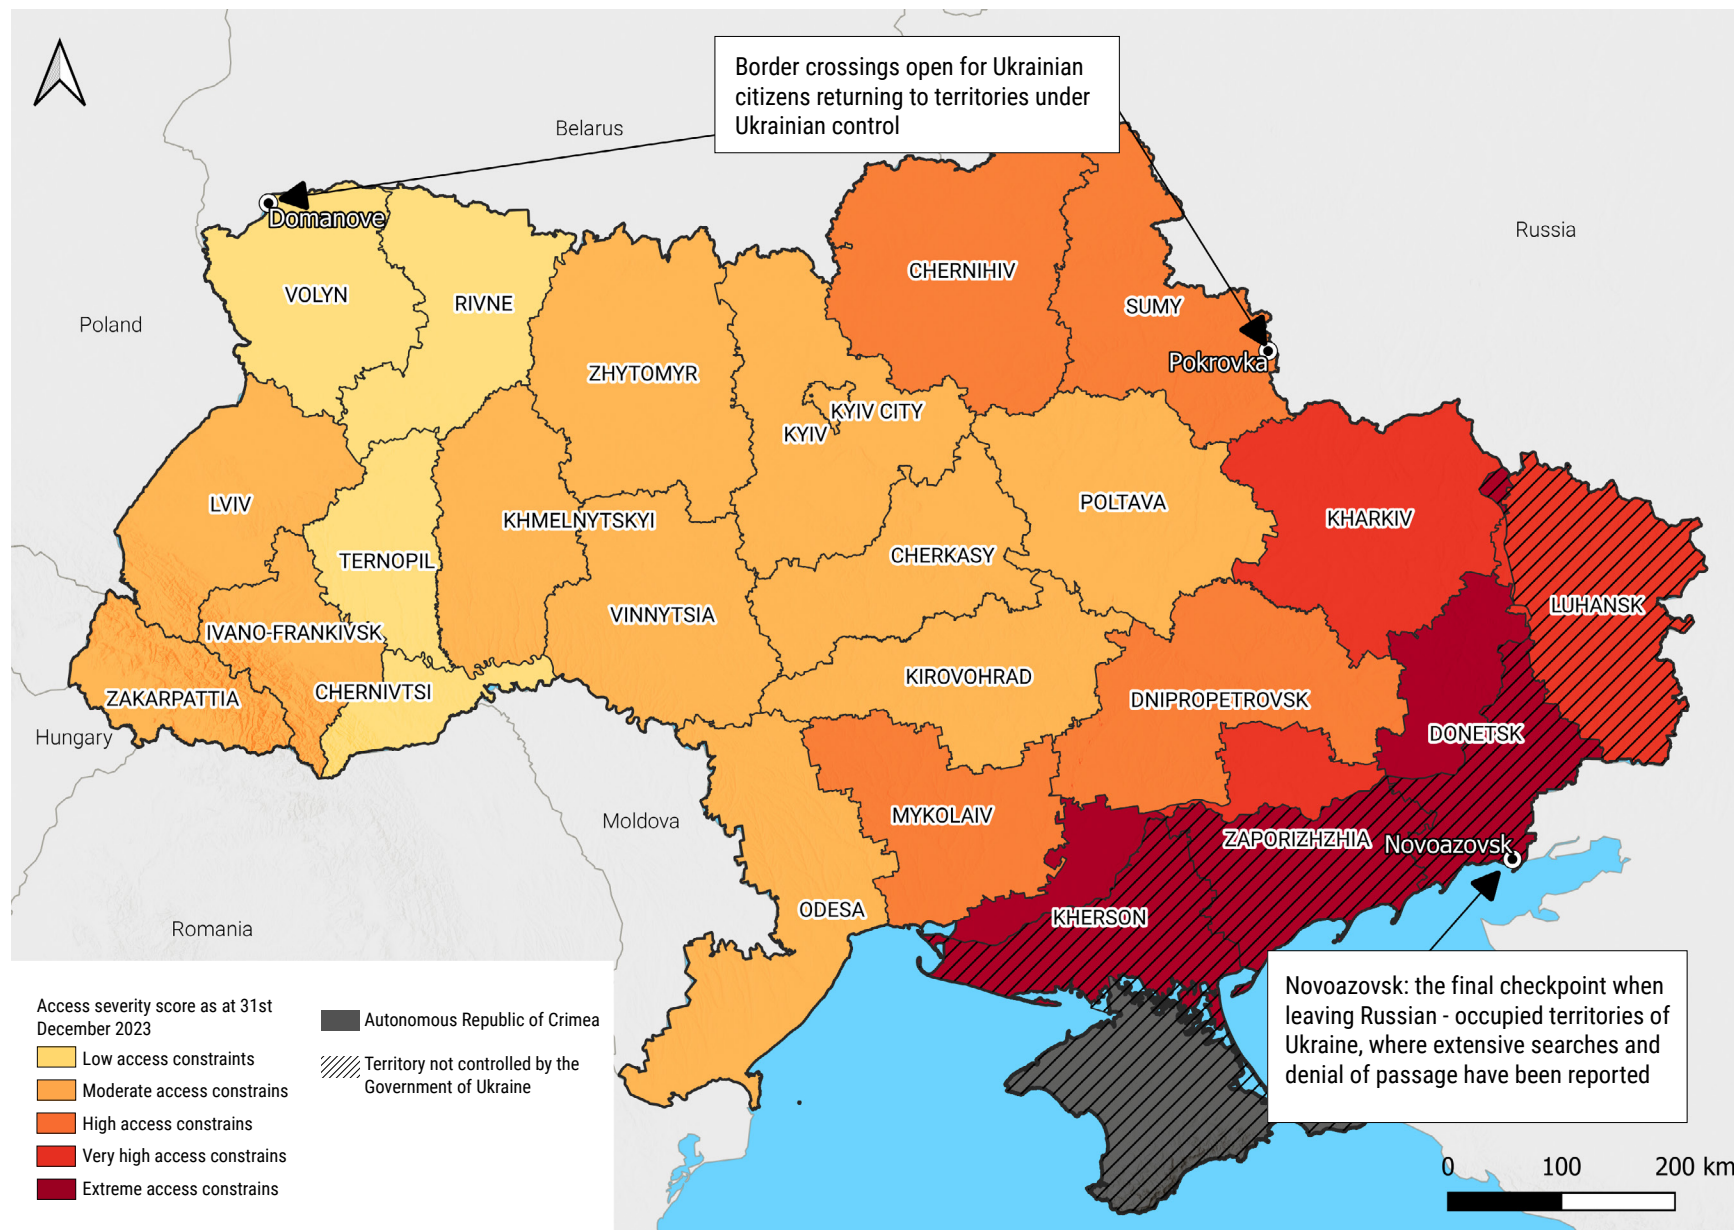 Border crossings open for Ukrainian
citizens returning to territories under
Ukrainian control
Belarus
Domanove
Russia
CHERNIHIV
VOLYN
RIVNE
SUMY
Poland
Pokrovka
ZHYTOMYR
KYIV CITY
KYIV
LVIV
POLTAVA
KHMELNYTSKYI
KHARKIV
CHERKASY
TERNOPIL
LUHANSK
VINNYTSIA
IVANO-FRANKIVSK
KIROVOHRAD
CHERNIVTSI
ZAKARPATTIA
DNIPROPETROVSK
Hungary
DONETSK
MYKOLAIV
Moldova
ZAPORIZHZHIA
Novoazovsk
ODESA
KHERSON
Romania
Novoazovsk: the final checkpoint when
leaving Russian - occupied territories of
Ukraine, where extensive searches and
denial of passage have been reported
Access severity score as at 31st
December 2023
Low access constraints
Moderate access constrains
High access constrains
Very high access constrains
Extreme access constrains
Autonomous Republic of Crimea
Territory not controlled by the
Government of Ukraine
0 100 200 km